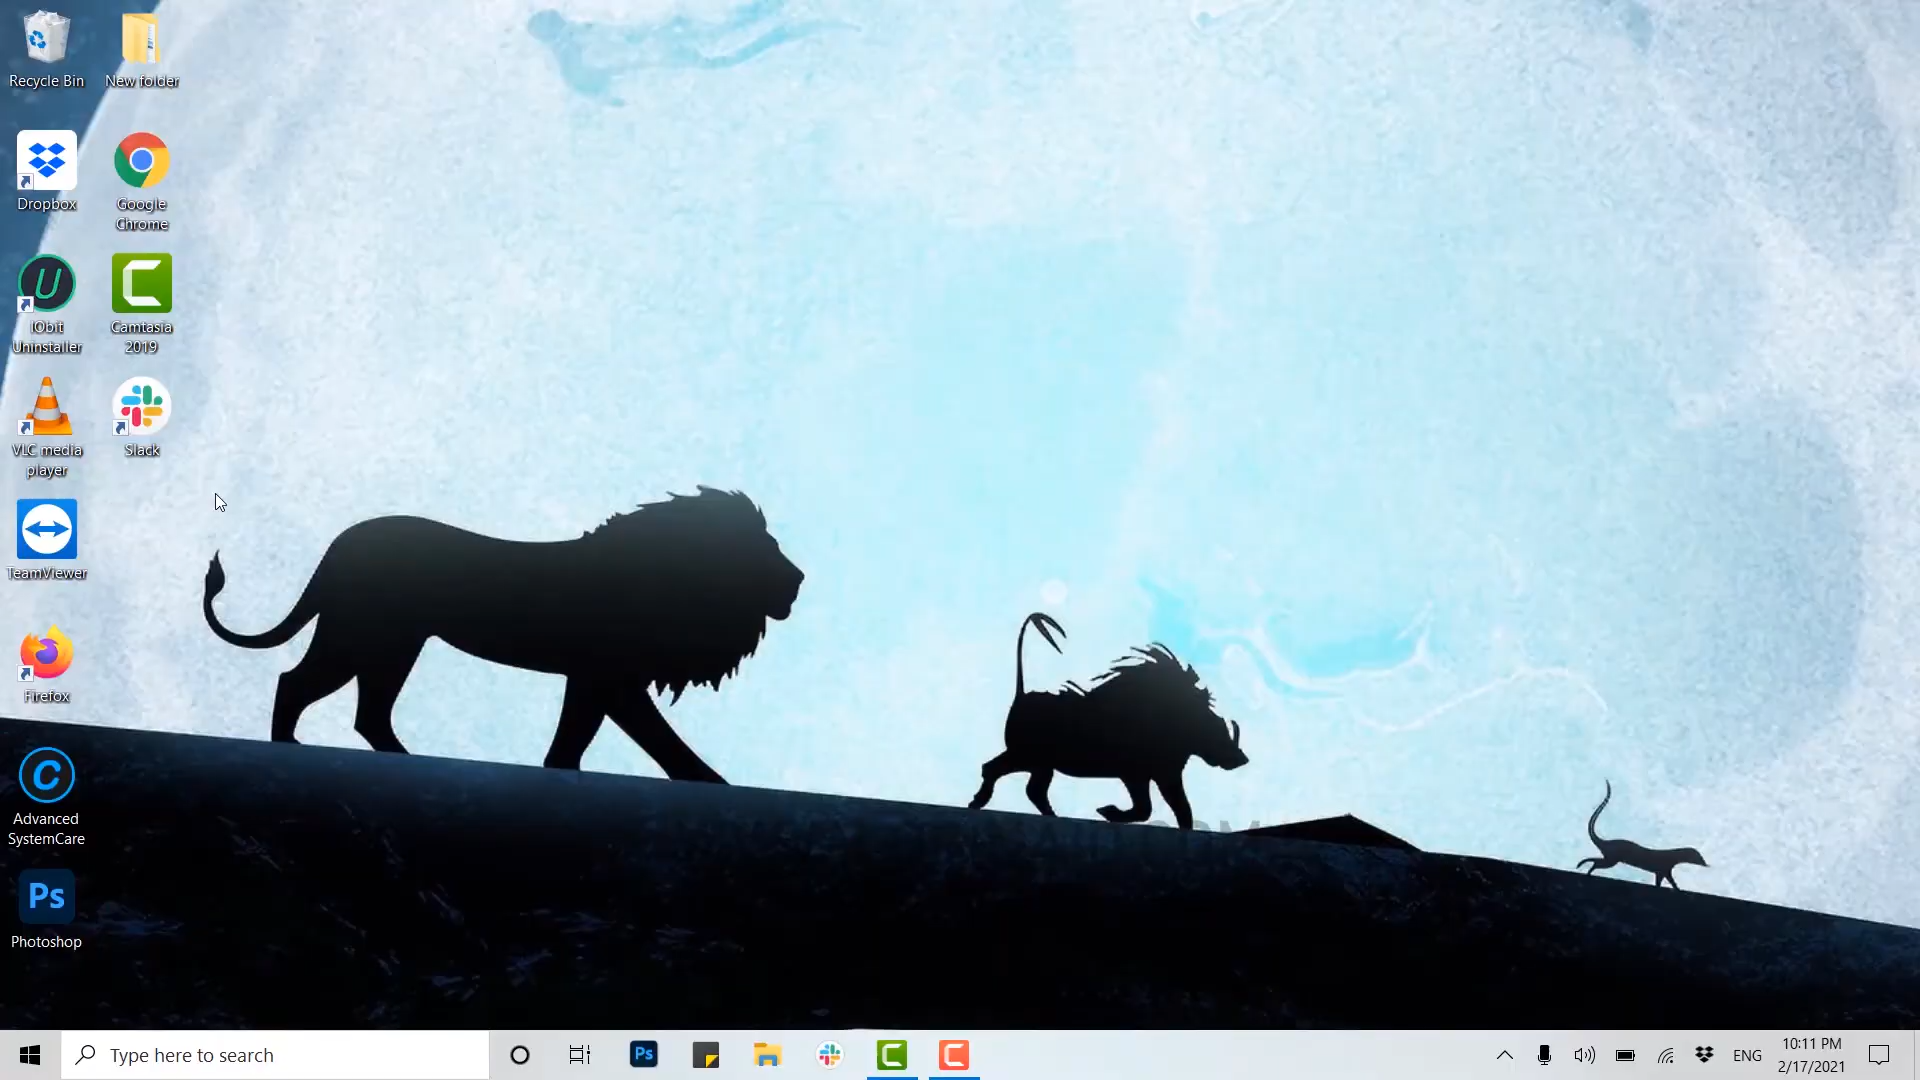 Recycle Bin
New folder
Dropbox
Google
Chrome
IObit
Uninstaller
Camtasia
2019
VLC media
player
Slack
TeamViewer
Firefox
Advanced
SystemCare
Ps
Photoshop
Type here to search
Ps
ENG
10:11 PM
2/17/2021